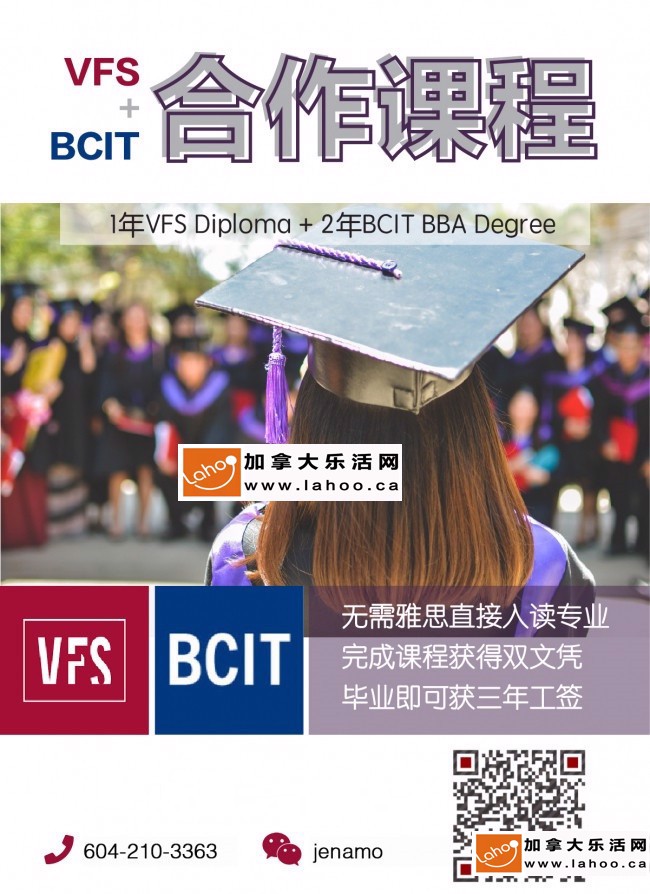 VFS
+
BCIT
合作课程
1年VFS Diploma + 2年BCIT BBA Degree
Lahoo
加拿大乐活网
www.lahoo.ca
VFS
BCIT
无需雅思直接入读专业
完成课程获得双文凭
毕业即可获三年工签
604-210-3363
jenamo
Lahoo
加拿大乐活网
www.lahoo.ca